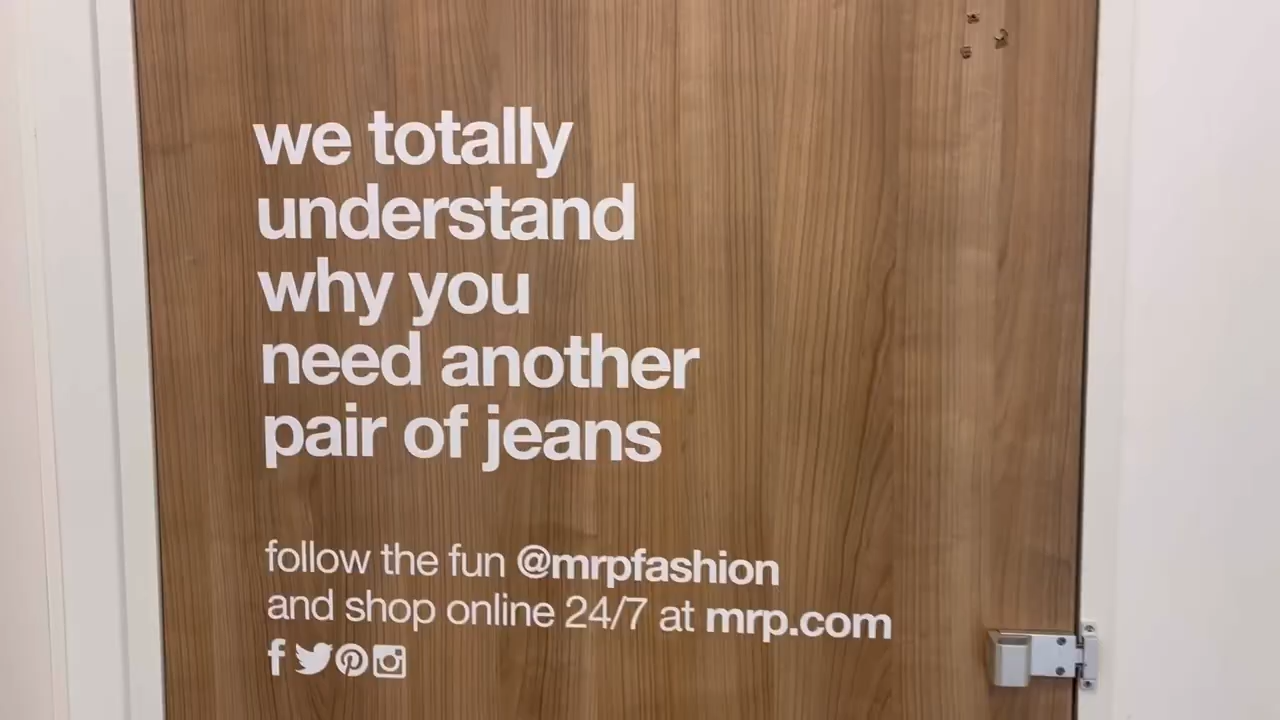 we totally
understand
why you
need another
pair of jeans
follow the fun @mrpfashion
and shop online 24/7 at mrp.com